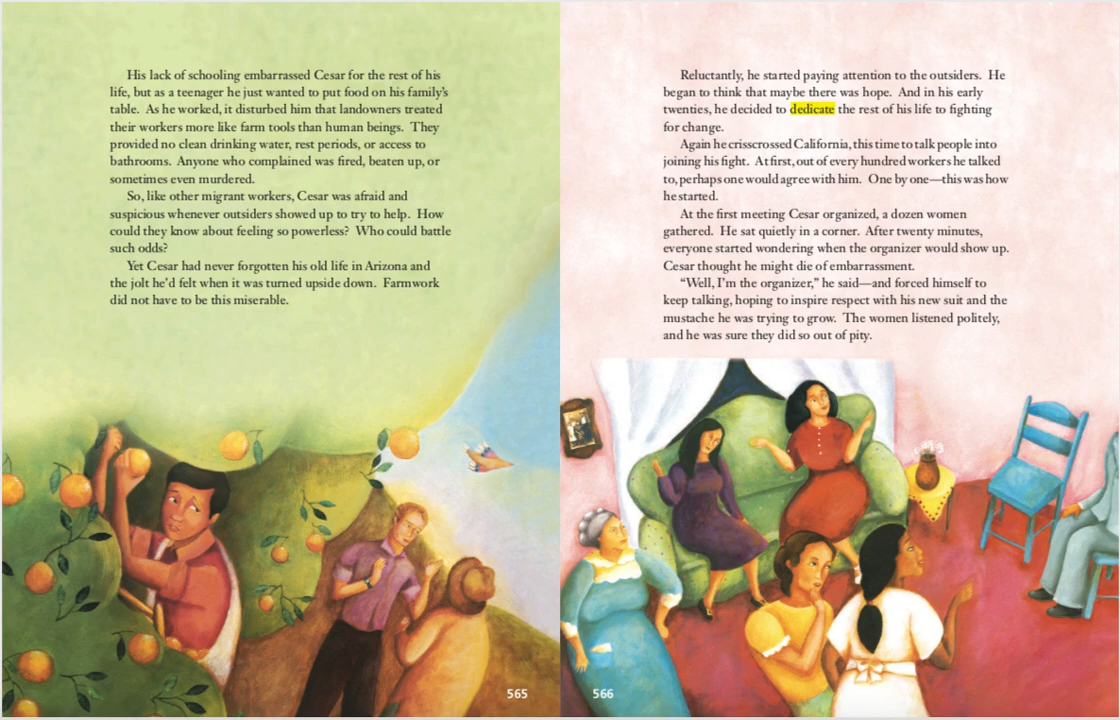 His lack of schooling embarrassed Cesar for the rest of his
life, but as a teenager he just wanted to put food on his family's
table. As he worked, it disturbed him that landowners treated
their workers more like farm tools than human beings. They
provided no clean drinking water, rest periods, or access to
bathrooms. Anyone who complained was fired, beaten up, or
sometimes even murdered.
So, like other migrant workers, Cesar was afraid and
suspicious whenever outsiders showed up to try to help. How
could they know about feeling so powerless? Who could battle
such odds?
Yet Cesar had never forgotten his old life in Arizona and
the jolt he'd felt when it was turned upside down. Farmwork
did not have to be this miserable.
565
Reluctantly, he started paying attention to the outsiders. He
began to think that maybe there was hope. And in his early
twenties, he decided to dedicate the rest of his life to fighting
for change.
Again he crisscrossed California, this time to talk people into
joining his fight. At first, out of every hundred workers he talked
to, perhaps one would agree with him. One by one—this was how
he started.
At the first meeting Cesar organized, a dozen women
gathered. He sat quietly in a corner. After twenty minutes,
everyone started wondering when the organizer would show up.
Cesar thought he might die of embarrassment.
"Well, I'm the organizer," he said—and forced himself to
keep talking, hoping to inspire respect with his new suit and the
mustache he was trying to grow. The women listened politely,
and he was sure they did so out of pity.
566